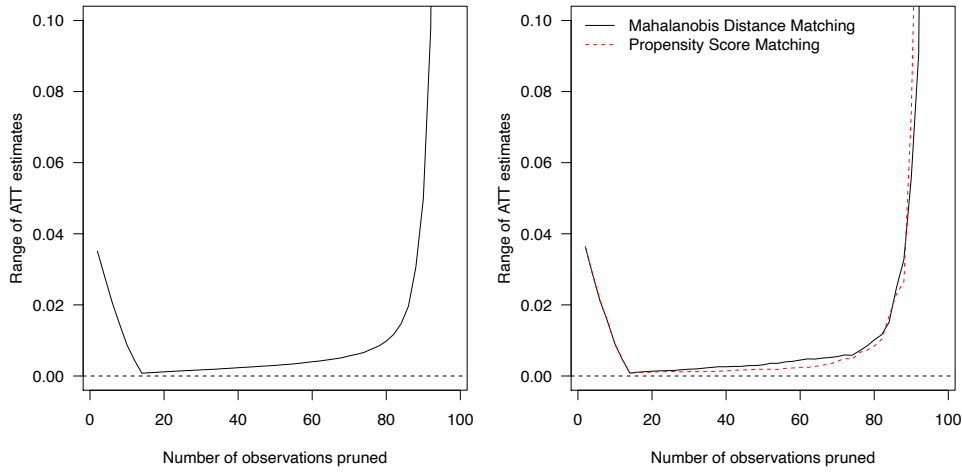 0.10
0.08
0.06
0.04
0.02
0.00
Range of ATT estimates
0 20 40 60 80 100
Number of observations pruned
Mahalanobis Distance Matching
Propensity Score Matching
0.10
0.08
0.06
0.04
0.02
0.00
Range of ATT estimates
0 20 40 60 80 100
Number of observations pruned